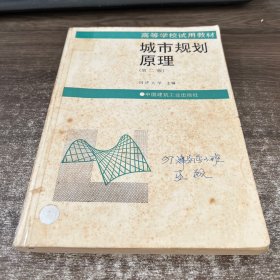 高等学校试用教材
城市规划
原理
(第二版)
同济大学 主编
中国建筑工业出版社